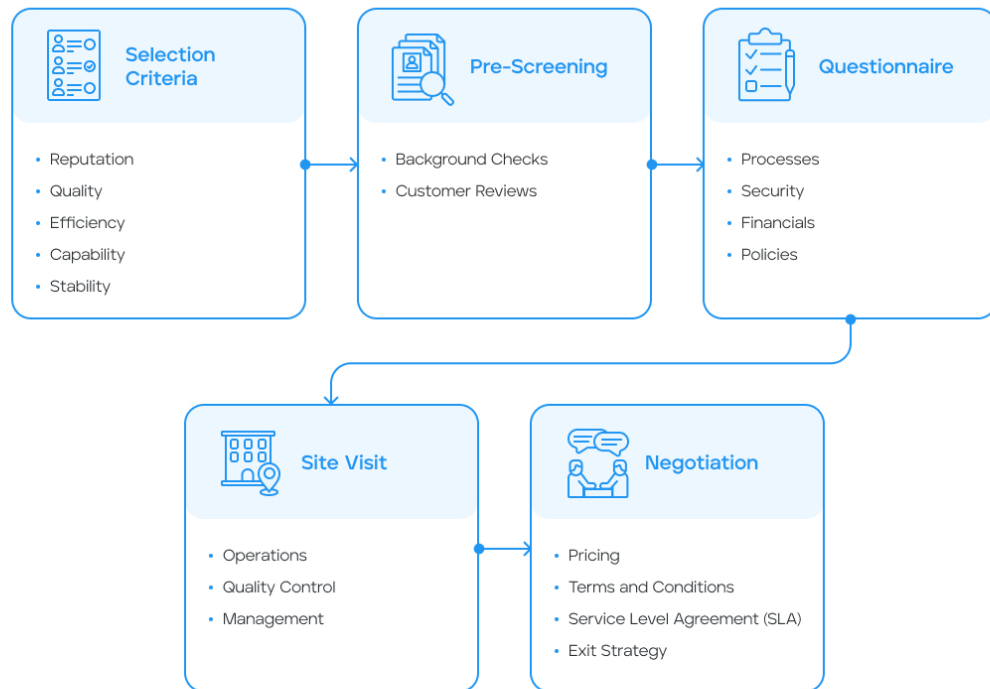 Selection
Criteria
• Reputation
• Quality
• Efficiency
• Capability
• Stability
Pre-Screening
• Background Checks
• Customer Reviews
Questionnaire
• Processes
• Security
• Financials
• Policies
Site Visit
• Operations
• Quality Control
• Management
Negotiation
• Pricing
• Terms and Conditions
• Service Level Agreement (SLA)
• Exit Strategy